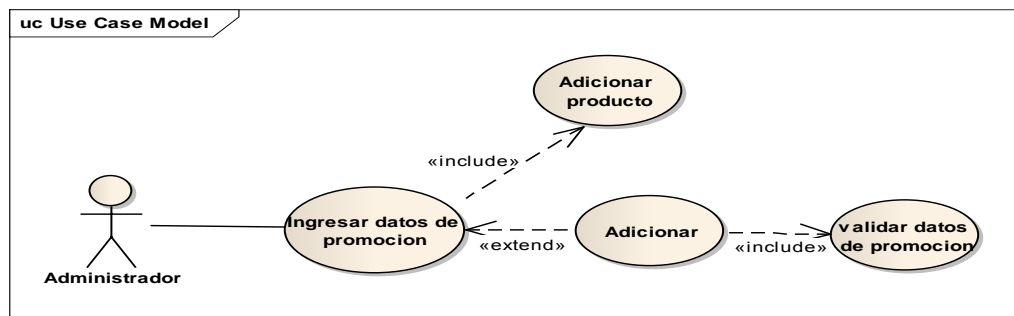 uc Use Case Model
Adicionar
producto
«include»
Ingresar datos de
promocion
«extend»
Adicionar
«include»
validar datos
de promocion
Administrador